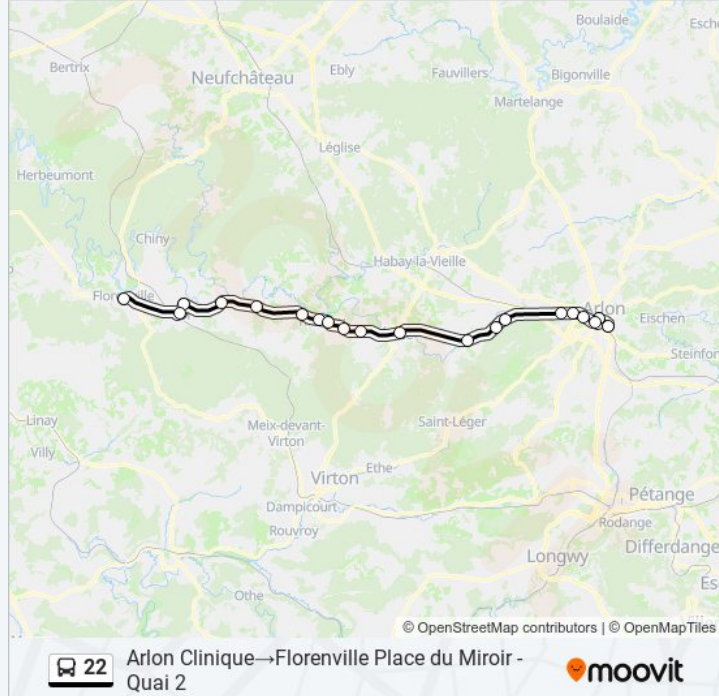 Boulaide
Esche
Bertrix
Neufchâteau
Ebly
Fauvillers
Bigonville
Martelange
Léglise
Herbeumont
Chiny
Habay-la-Vieille
Arlon
Eischen
Steinfor
Linay
Villy
Meix-devant-
Virton
Saint-Léger
Ethe
Virton
Dampicourt
Rouvroy
Pétange
Rodange
Differdange
Longwy
Es
Othe
© OpenStreetMap contributors | © OpenMapTiles
22
Arlon Clinique→Florenville Place du Miroir -
Quai 2
moovit